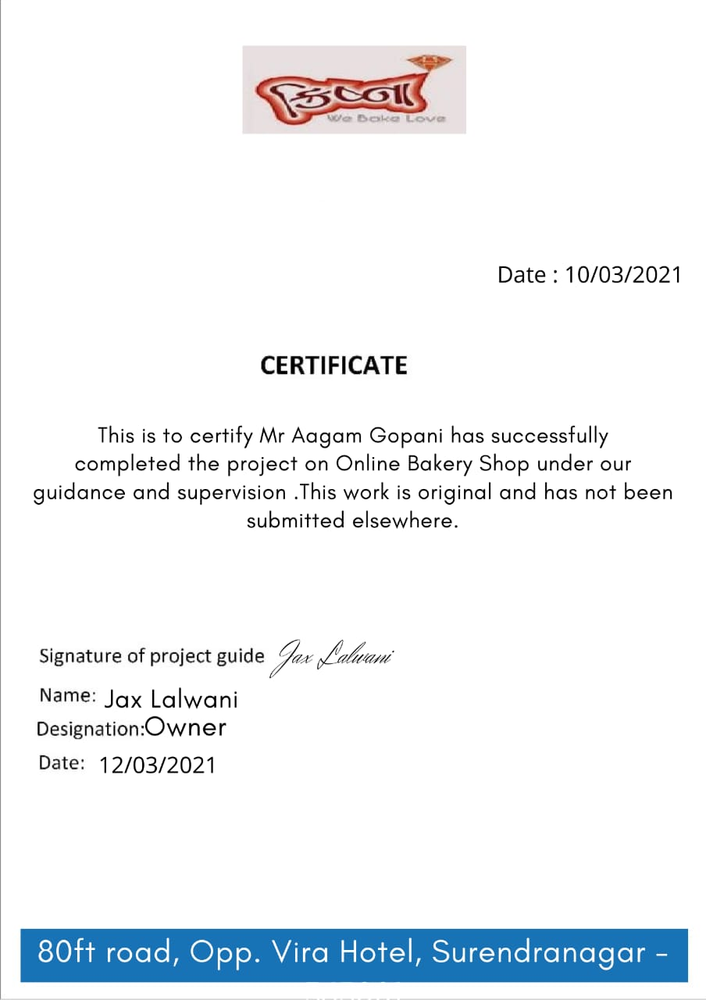 ક્રિષ્ના
We Bake Love
Date : 10/03/2021
CERTIFICATE
This is to certify Mr Aagam Gopani has successfully
completed the project on Online Bakery Shop under our
guidance and supervision .This work is original and has not been
submitted elsewhere.
Signature of project guide Jax Lalwani
Name: Jax Lalwani
Designation:Owner
Date: 12/03/2021
80ft road, Opp. Vira Hotel, Surendranagar -